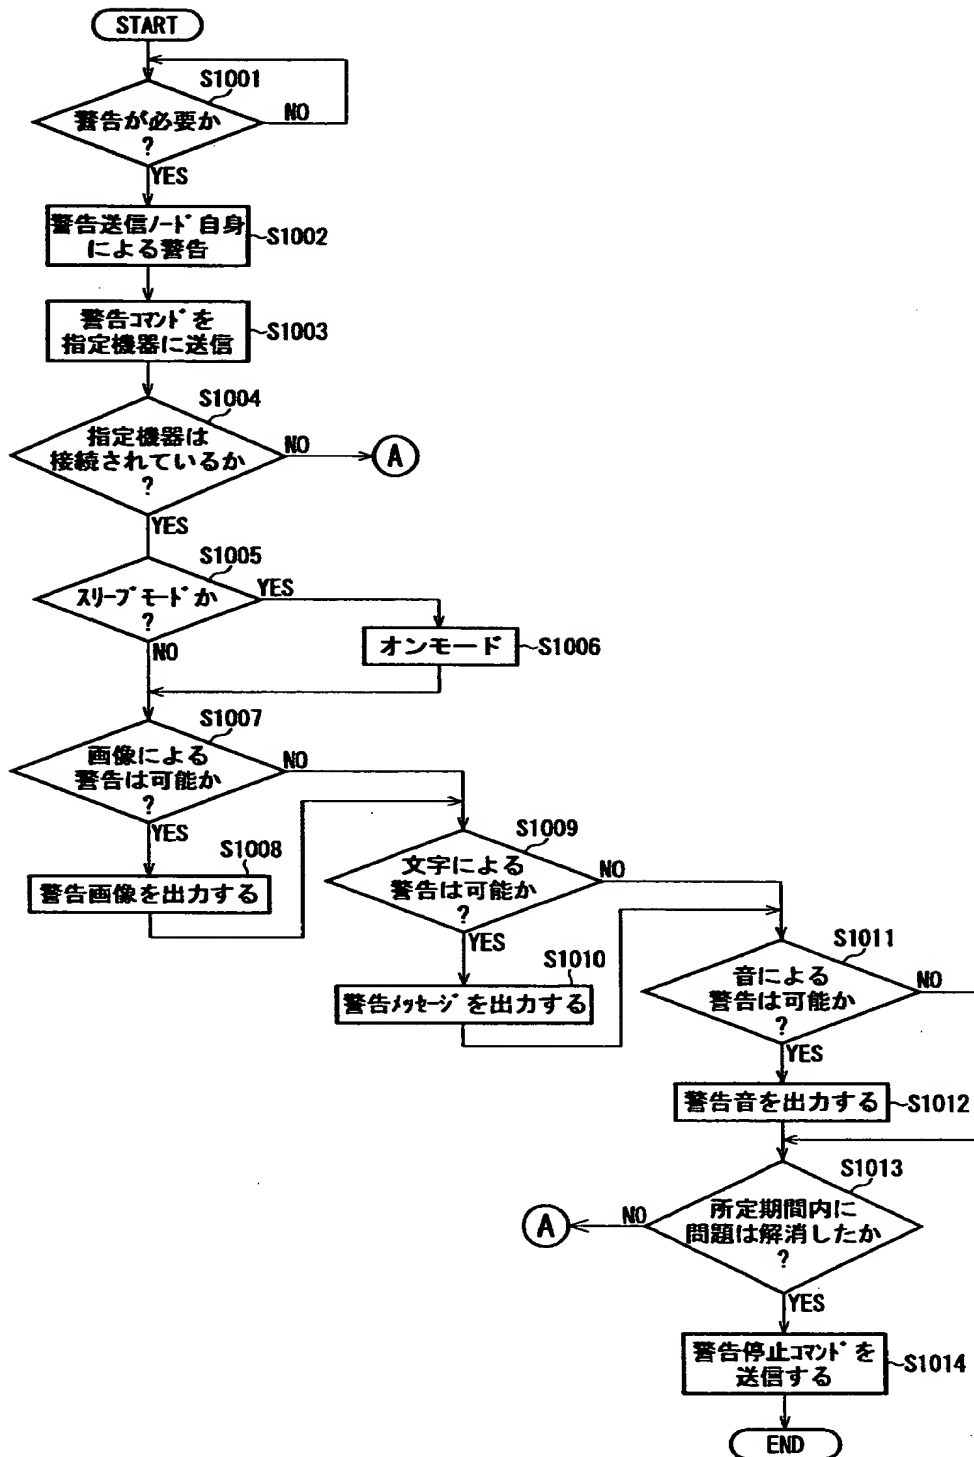 START
S1001
警告が必要か
?
NO
YES
警告送信ノード自身
による警告
S1002
警告コマンドを
指定機器に送信
S1003
S1004
指定機器は
接続されているか
?
NO
A
YES
S1005
スリープモードか
?
YES
NO
オンモード
S1006
S1007
画像による
警告は可能か
?
NO
YES
S1008
警告画像を出力する
S1009
文字による
警告は可能か
?
NO
YES
S1010
警告メッセージを出力する
S1011
音による
警告は可能か
?
NO
YES
警告音を出力する
S1012
S1013
所定期間内に
問題は解消したか
?
NO
A
YES
警告停止コマンドを
送信する
S1014
END